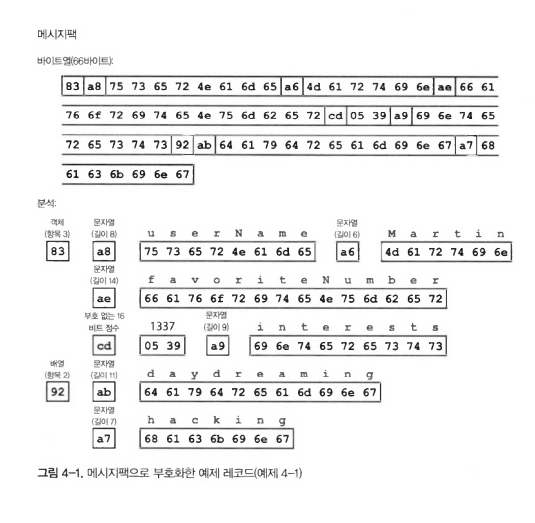 메시지팩
바이트열(66바이트):
83 a8 75 73 65 72 4e 61 6d 65 a6 4d 61 72 74 69 6e ae 66 61
76 6f 72 69 74 65 4e 75 6d 62 65 72 cd 05 39 a9 69 6e 74 65
72 65 73 74 73 92 ab 64 61 79 64 72 65 61 6d 69 6e 67 a7 68
61 63 6b 69 6e 67
분석:
객체 문자열 문자열
(항목 3) (길이 8) u s e r N a m e (길이 6) M a r t i n
83 a8 75 73 65 72 4e 61 6d 65 a6 4d 61 72 74 69 6e
문자열
(길이 14) f a v o r i t e N u m b e r
ae 66 61 76 6f 72 69 74 65 4e 75 6d 62 65 72
부호 없는 16 문자열
비트 정수 1337 (길이 9) i n t e r e s t s
cd 05 39 a9 69 6e 74 65 72 65 73 74 73
배열 문자열
(항목 2) (길이 11) d a y d r e a m i n g
92 ab 64 61 79 64 72 65 61 6d 69 6e 67
문자열
(길이 7) h a c k i n g
a7 68 61 63 6b 69 6e 67
그림 4-1. 메시지팩으로 부호화한 예제 레코드(예제 4-1)